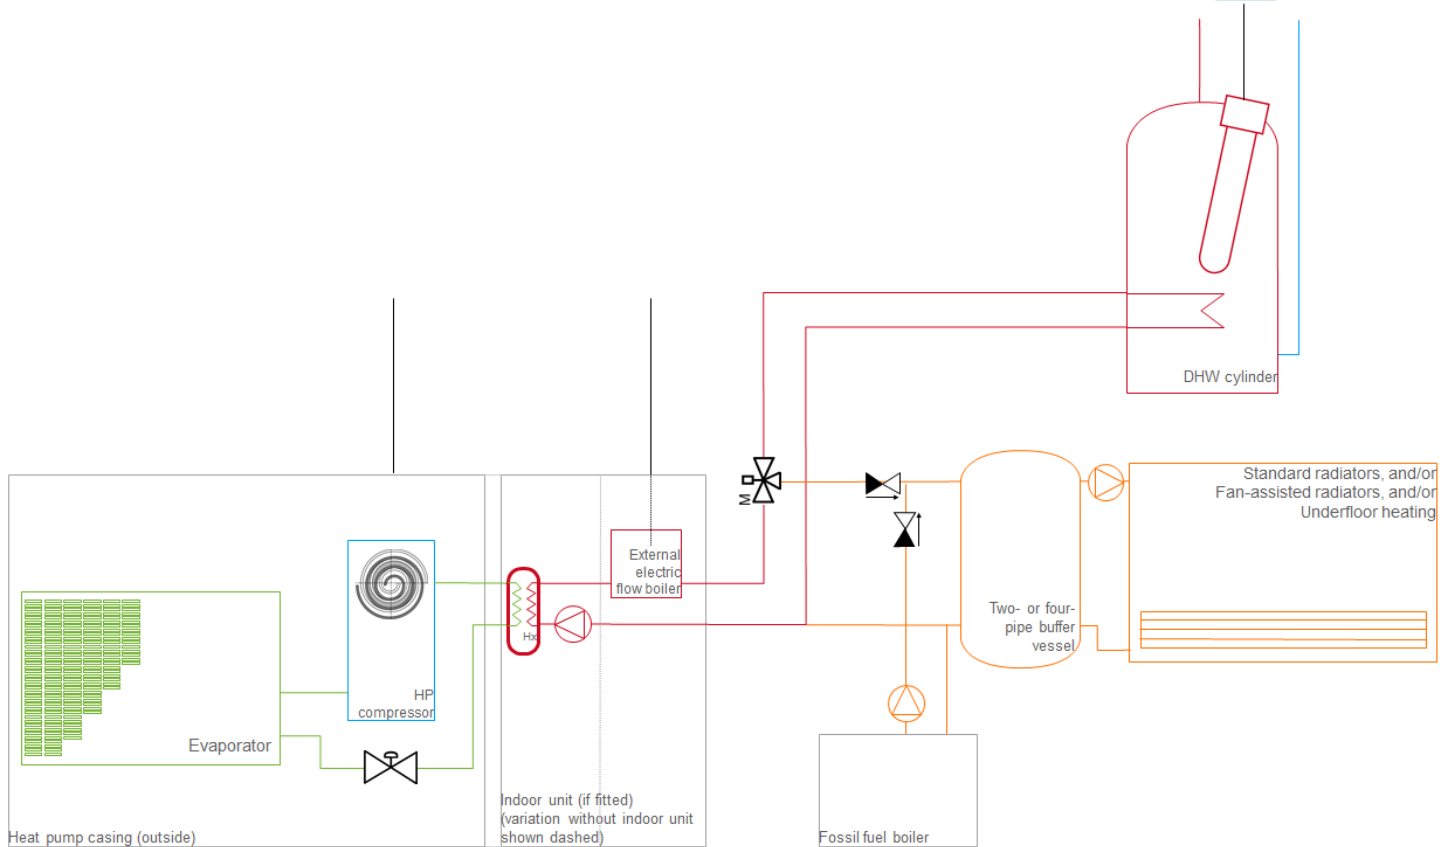 DHW cylinder
Standard radiators, and/or
Fan-assisted radiators, and/or
Underfloor heating
M
External
electric
flow boiler
Two- or four-
pipe buffer
vessel
Hx
HP
compressor
Evaporator
Indoor unit (if fitted)
(variation without indoor unit
shown dashed)
Heat pump casing (outside)
Fossil fuel boiler